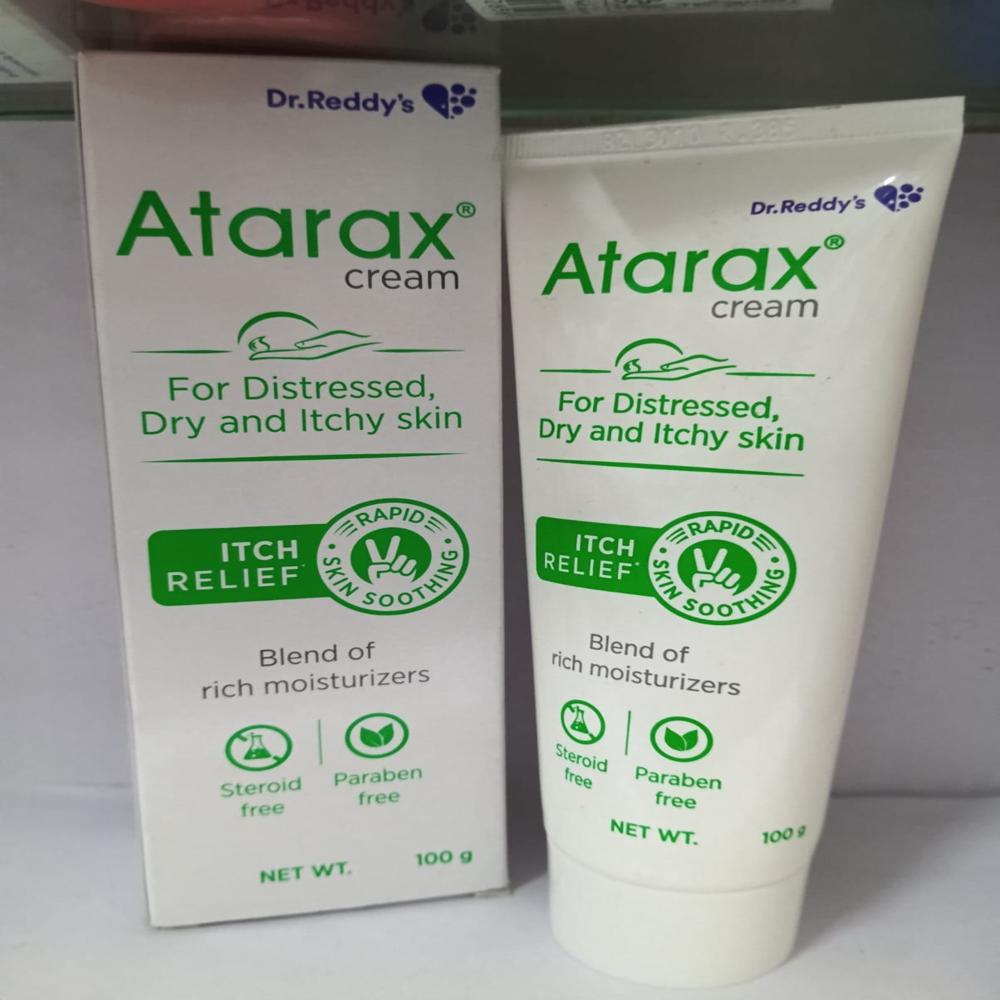 Dr.Reddy's
Atarax®
cream
For Distressed,
Dry and Itchy skin
ITCH
RELIEF*
RAPID
SKIN SOOTHING
Blend of
rich moisturizers
Steroid
free
Paraben
free
NET WT. 100 g
Dr.Reddy's
Atarax®
cream
For Distressed,
Dry and Itchy skin
ITCH
RELIEF*
RAPID
SKIN SOOTHING
Blend of
rich moisturizers
Steroid
free
Paraben
free
NET WT. 100 g